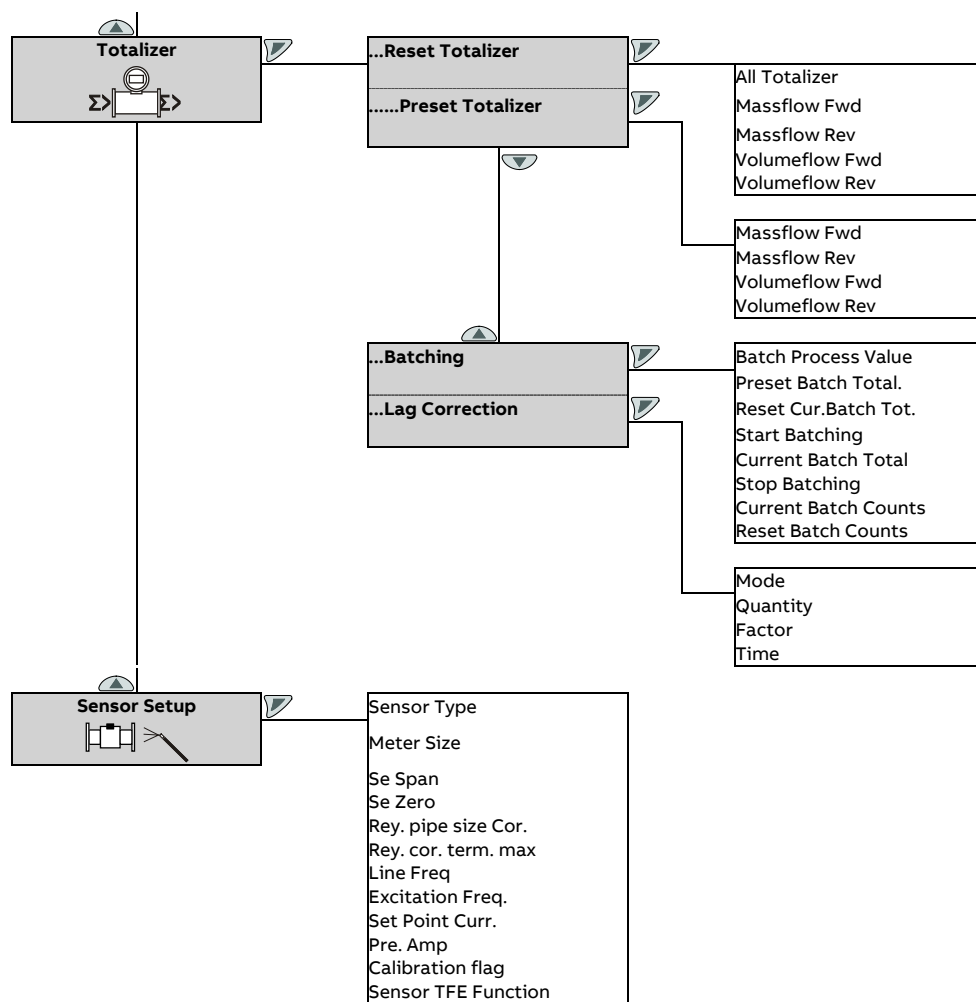 Totalizer
Σ> Σ>
...Reset Totalizer
......Preset Totalizer
All Totalizer
Massflow Fwd
Massflow Rev
Volumeflow Fwd
Volumeflow Rev
Massflow Fwd
Massflow Rev
Volumeflow Fwd
Volumeflow Rev
...Batching
...Lag Correction
Batch Process Value
Preset Batch Total.
Reset Cur.Batch Tot.
Start Batching
Current Batch Total
Stop Batching
Current Batch Counts
Reset Batch Counts
Mode
Quantity
Factor
Time
Sensor Setup
Sensor Type
Meter Size
Se Span
Se Zero
Rey. pipe size Cor.
Rey. cor. term. max
Line Freq
Excitation Freq.
Set Point Curr.
Pre. Amp
Calibration flag
Sensor TFE Function